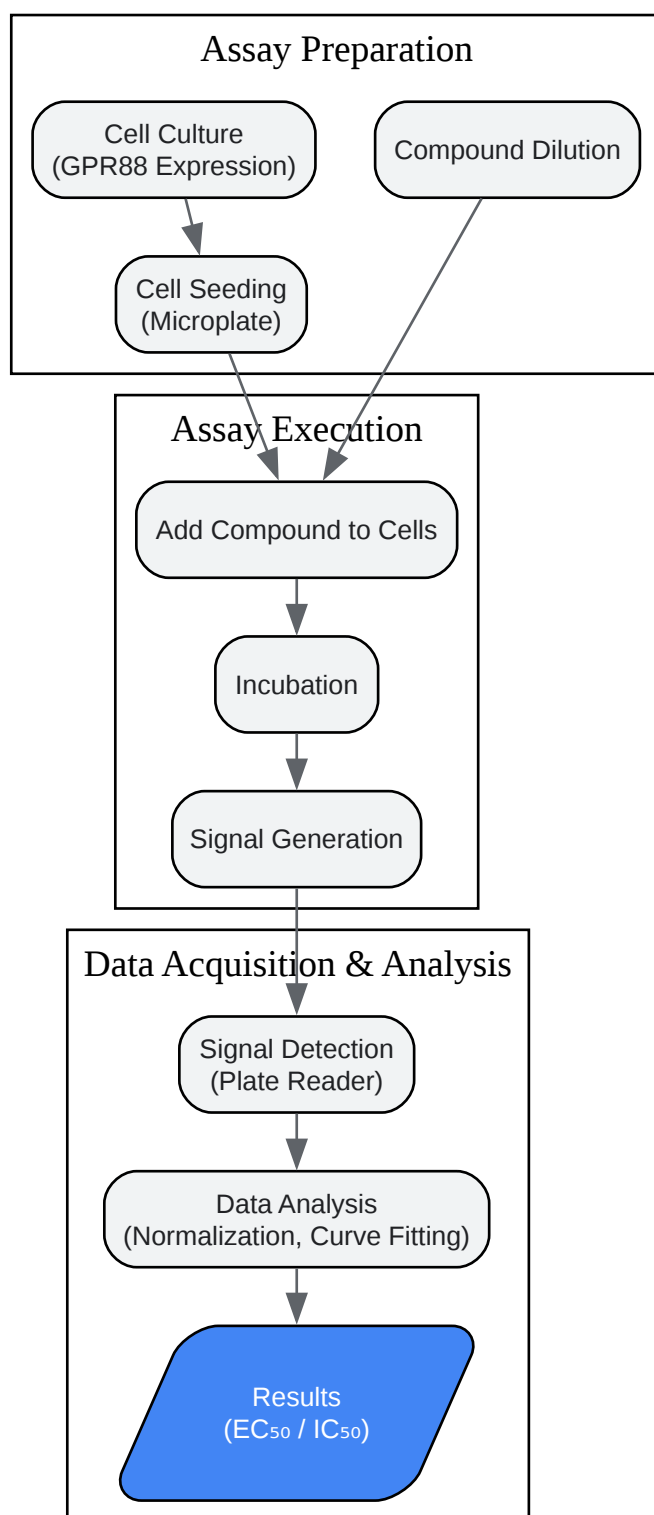 Assay Preparation
Cell Culture
(GPR88 Expression)
Compound Dilution
Cell Seeding
(Microplate)
Assay Execution
Add Compound to Cells
Incubation
Signal Generation
Data Acquisition & Analysis
Signal Detection
(Plate Reader)
Data Analysis
(Normalization, Curve Fitting)
Results
(EC₅₀ / IC₅₀)